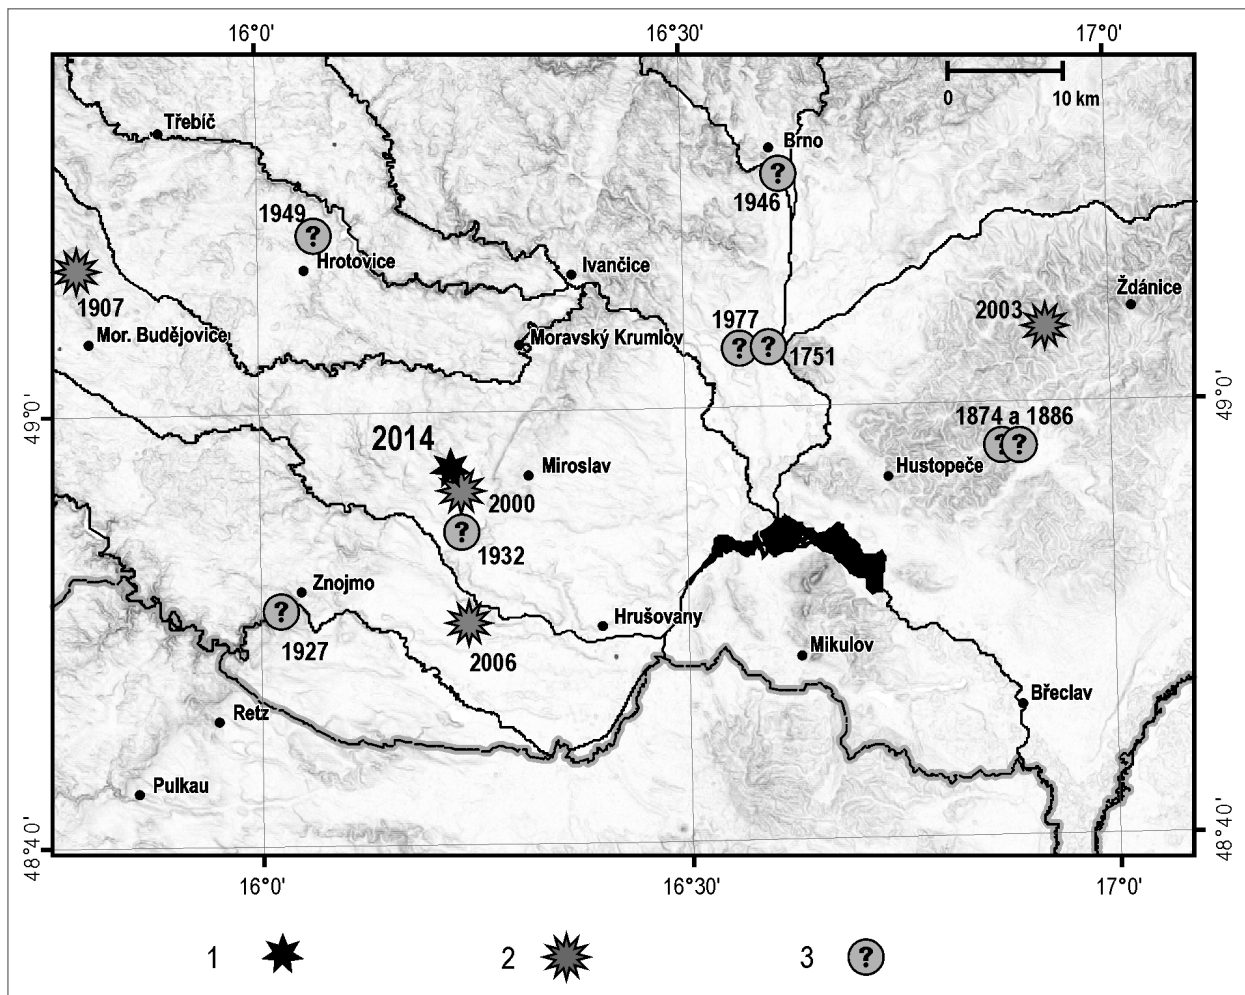 16°0'
16°30'
17°0'
0
10 km
Třebíč
Brno
?
1946
1949
?
Hrotovice
Ivančice
1907
Mor. Budějovice
Moravský Krumlov
1977
?
?
1751
2003
Ždánice
49°0'
49°0'
1874 a 1886
?
?
Hustopeče
2014
Miroslav
2000
?
1932
Znojmo
?
1927
2006
Hrušovany
Mikulov
Břeclav
Retz
Pulkau
48°40'
48°40'
16°0'
16°30'
17°0'
1
2
3
?